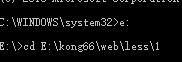 C:\WINDOWS\system32>e:
E:\>cd E:\kong66\web\less\1